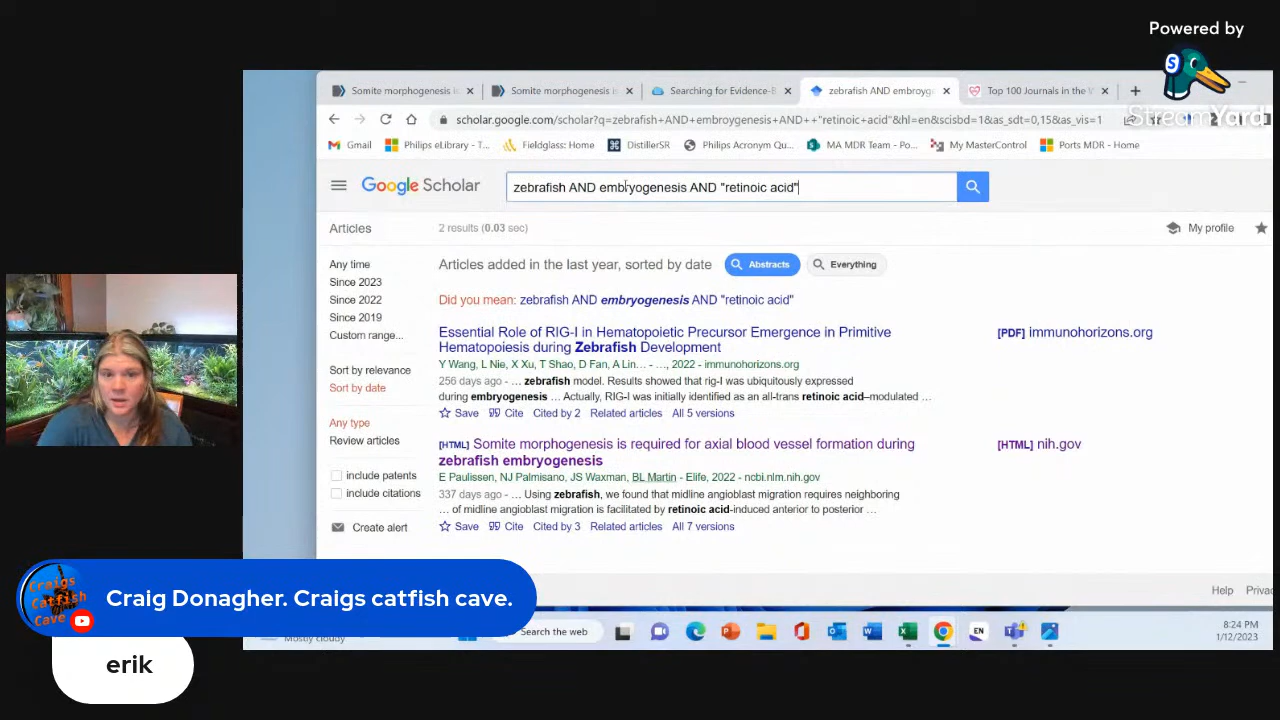 Powered by
StreamYard
Somite morphogenesis is
Somite morphogenesis is
Searching for Evidence-B
zebrafish AND embroyge
Top 100 Journals in the
scholar.google.com/scholar?q=zebrafish+AND+embroygenesis+AND++"retinoic+acid"&hl=en&scisbd=1&as_sdt=0,15&as_vis=1
Gmail
Philips eLibrary - T...
Fieldglass: Home
DistillerSR
Philips Acronym Qu...
MA MDR Team - Po...
My MasterControl
Ports MDR - Home
Google Scholar
zebrafish AND embryogenesis AND "retinoic acid"
Articles
2 results (0.03 sec)
My profile
Any time
Since 2023
Since 2022
Since 2019
Custom range...
Sort by relevance
Sort by date
Any type
Review articles
include patents
include citations
Create alert
Articles added in the last year, sorted by date
Abstracts
Everything
Did you mean: zebrafish AND embryogenesis AND "retinoic acid"
Essential Role of RIG-I in Hematopoietic Precursor Emergence in Primitive
Hematopoiesis during Zebrafish Development
Y Wang, L Nie, X Xu, T Shao, D Fan, A Lin... - ..., 2022 - immunohorizons.org
256 days ago - ... zebrafish model. Results showed that rig-I was ubiquitously expressed
during embryogenesis ... Actually, RIG-I was initially identified as an all-trans retinoic acid–modulated ...
Save Cite Cited by 2 Related articles All 5 versions
[PDF] immunohorizons.org
[HTML] Somite morphogenesis is required for axial blood vessel formation during
zebrafish embryogenesis
E Paulissen, NJ Palmisano, JS Waxman, BL Martin - Elife, 2022 - ncbi.nlm.nih.gov
337 days ago - ... Using zebrafish, we found that midline angioblast migration requires neighboring
... of midline angioblast migration is facilitated by retinoic acid-induced anterior to posterior ...
Save Cite Cited by 3 Related articles All 7 versions
[HTML] nih.gov
Help Privac
Mostly cloudy
Search the web
EN
8:24 PM
1/12/2023
Craigs
Catfish
Cave
Craig Donagher. Craigs catfish cave.
erik